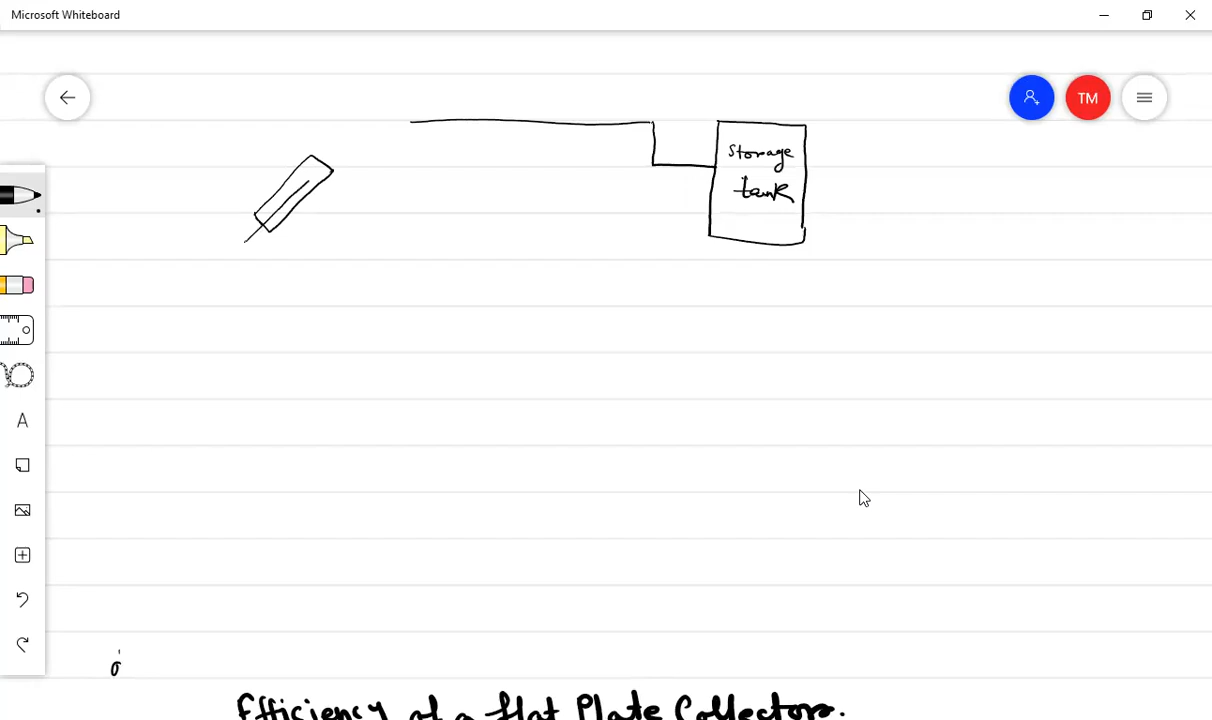 Microsoft Whiteboard
TM
Storage
tank
A
Efficiency of a flat Plate Collector.